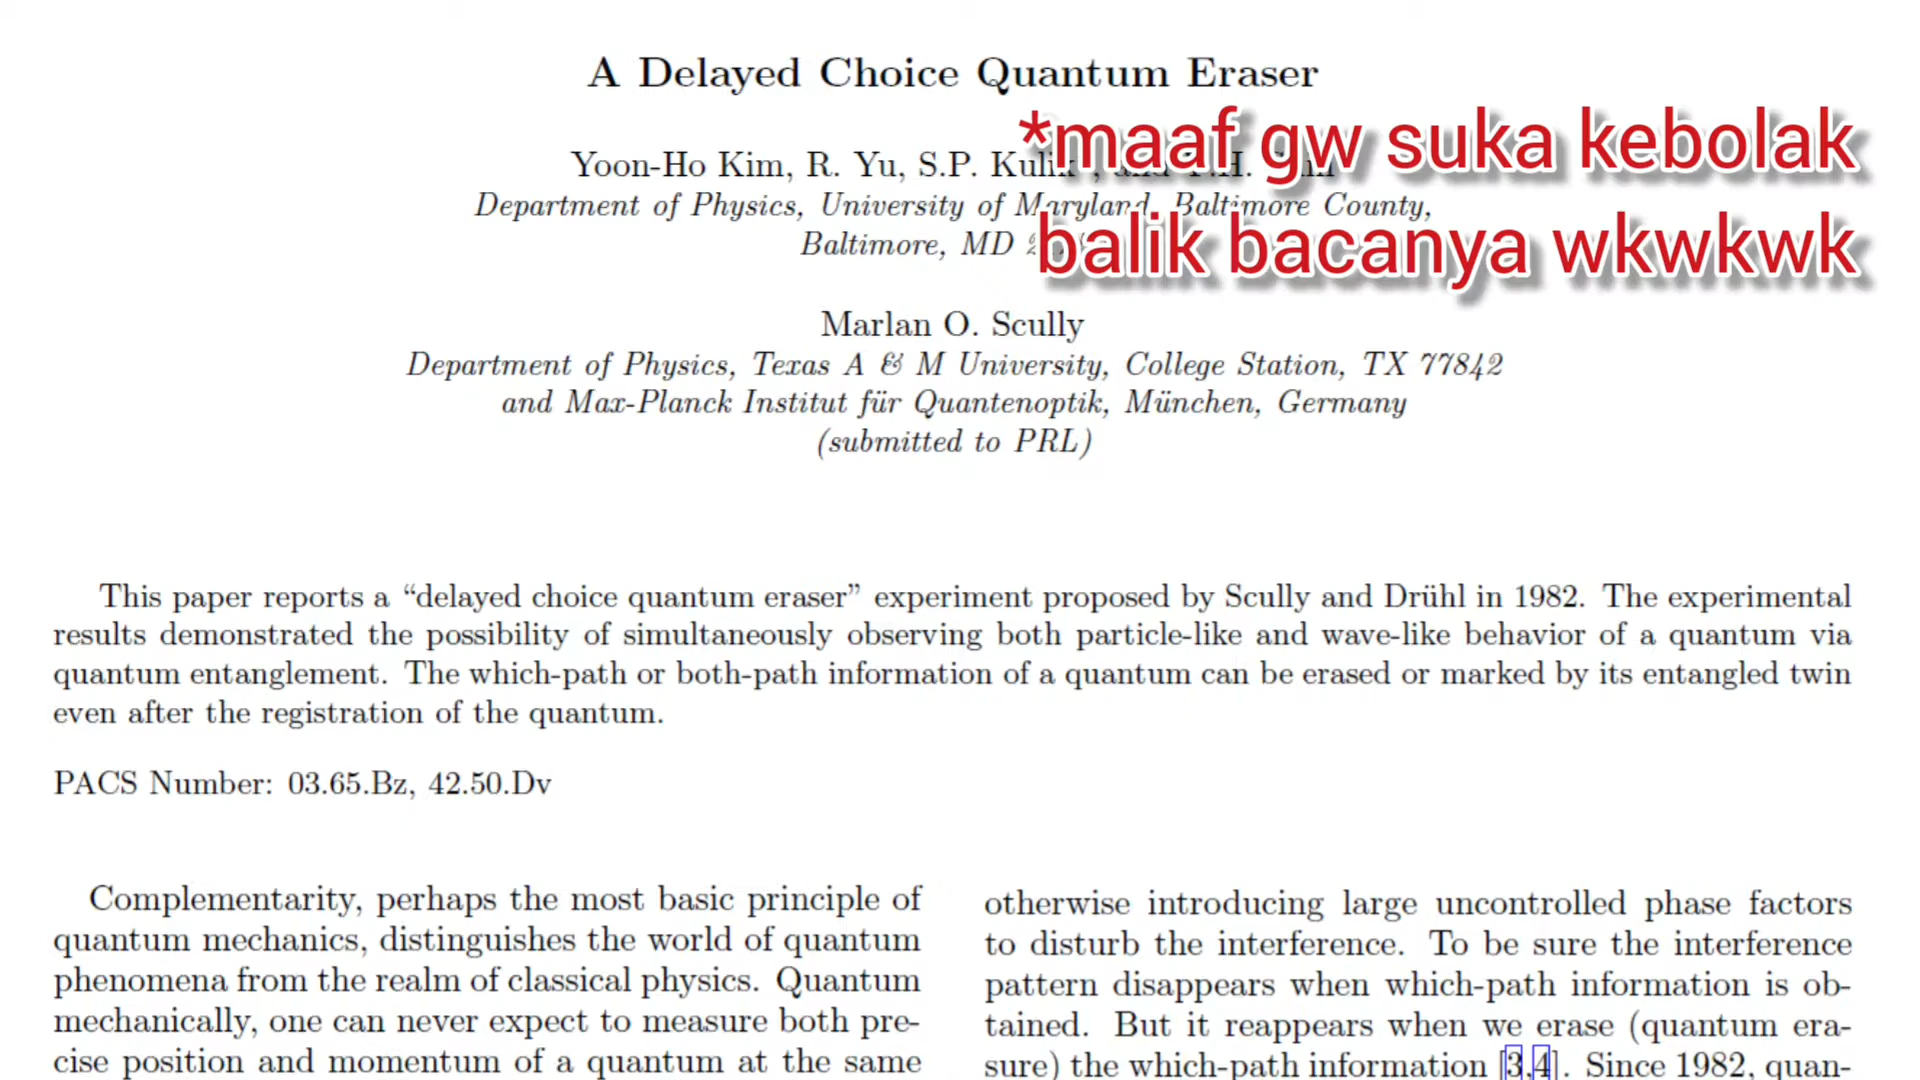 A Delayed Choice Quantum Eraser
*maaf gw suka kebolak
balik bacanya wkwkwk
Yoon-Ho Kim, R. Yu, S.P.
Department of Physics, University of Maryland, Baltimore County,
Baltimore, MD
Marlan O. Scully
Department of Physics, Texas A & M University, College Station, TX 77842
and Max-Planck Institut für Quantenoptik, München, Germany
(submitted to PRL)
This paper reports a “delayed choice quantum eraser” experiment proposed by Scully and Drühl in 1982. The experimental
results demonstrated the possibility of simultaneously observing both particle-like and wave-like behavior of a quantum via
quantum entanglement. The which-path or both-path information of a quantum can be erased or marked by its entangled twin
even after the registration of the quantum.
PACS Number: 03.65.Bz, 42.50.Dv
Complementarity, perhaps the most basic principle of
quantum mechanics, distinguishes the world of quantum
phenomena from the realm of classical physics. Quantum
mechanically, one can never expect to measure both pre-
cise position and momentum of a quantum at the same
otherwise introducing large uncontrolled phase factors
to disturb the interference. To be sure the interference
pattern disappears when which-path information is ob-
tained. But it reappears when we erase (quantum era-
sure) the which-path information [3,4]. Since 1982, quan-